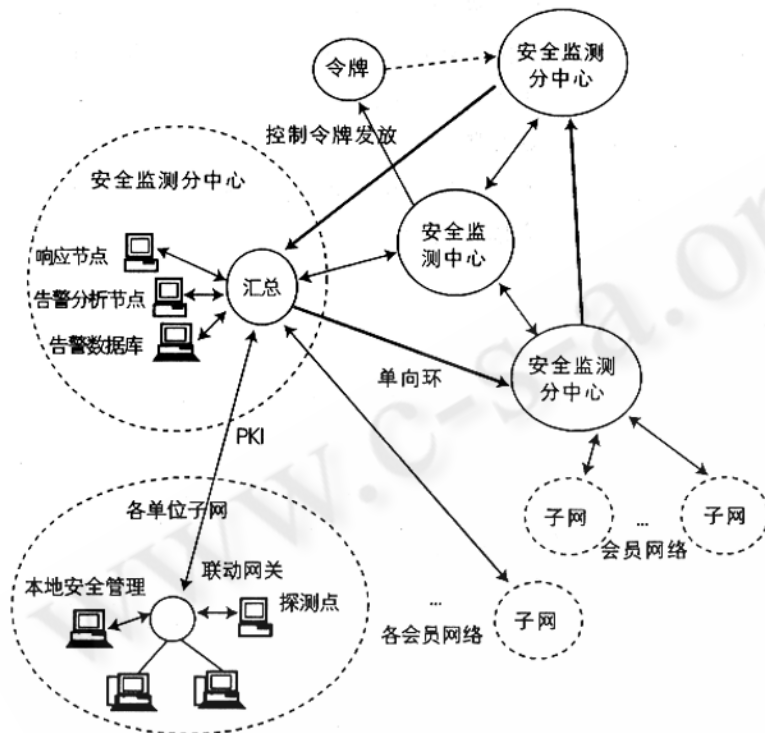 令牌
安全监测
分中心
控制令牌发放
安全监测分中心
安全监
测中心
响应节点
汇总
告警分析节点
告警数据库
安全监测
分中心
单向环
PKI
各单位子网
子网
...
子网
会员网络
联动网关
本地安全管理
探测点
...
子网
各会员网络
www.c-s-a.or